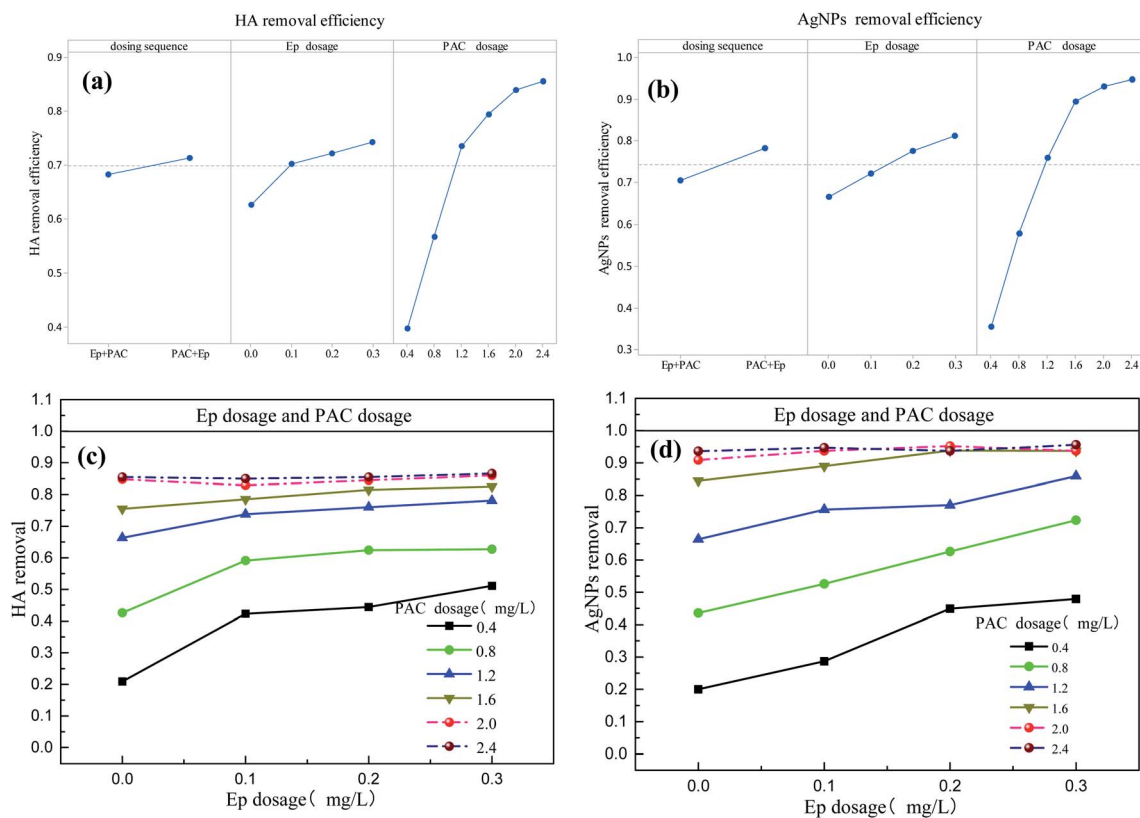 HA removal efficiency
dosing sequence Ep dosage PAC dosage
(a)
HA removal efficiency
0.9
0.8
0.7
0.6
0.5
0.4
Ep+PAC PAC+Ep 0.0 0.1 0.2 0.3 0.4 0.8 1.2 1.6 2.0 2.4
AgNPs removal efficiency
dosing sequence Ep dosage PAC dosage
(b)
AgNPs removal efficiency
1.0
0.9
0.8
0.7
0.6
0.5
0.4
0.3
Ep+PAC PAC+Ep 0.0 0.1 0.2 0.3 0.4 0.8 1.2 1.6 2.0 2.4
Ep dosage and PAC dosage
(c)
HA removal
1.1
1.0
0.9
0.8
0.7
0.6
0.5
0.4
0.3
0.2
0.1
0.0
PAC dosage( mg/L)
0.4
0.8
1.2
1.6
2.0
2.4
0.0 0.1 0.2 0.3
Ep dosage( mg/L)
Ep dosage and PAC dosage
(d)
AgNPs removal
1.1
1.0
0.9
0.8
0.7
0.6
0.5
0.4
0.3
0.2
0.1
0.0
PAC dosage( mg/L)
0.4
0.8
1.2
1.6
2.0
2.4
0.0 0.1 0.2 0.3
Ep dosage( mg/L)